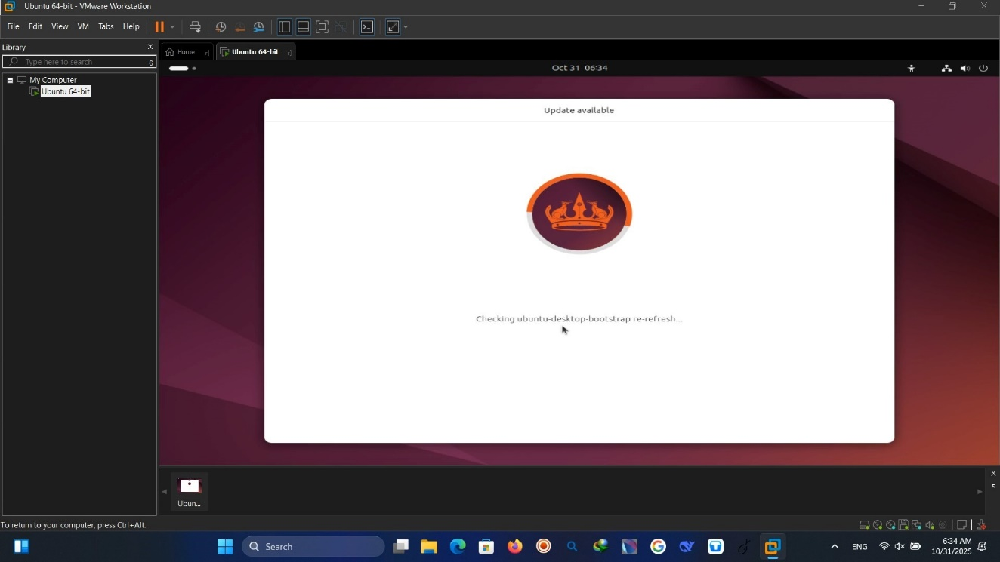 Ubuntu 64-bit - VMware Workstation
File Edit View VM Tabs Help
Library
Type here to search
Home
Ubuntu 64-bit
My Computer
Ubuntu 64-bit
Oct 31 06:34
Update available
Checking ubuntu-desktop-bootstrap re-refresh...
Ubun...
To return to your computer, press Ctrl+Alt.
Search
ENG
6:34 AM
10/31/2025